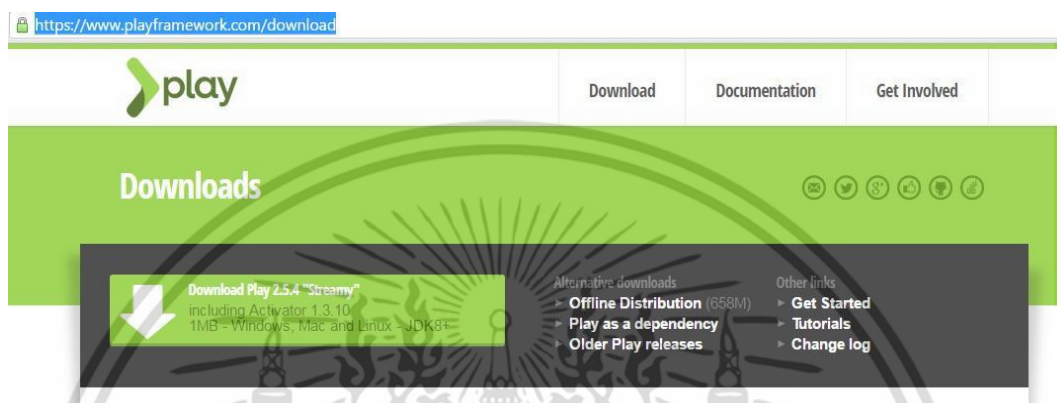 https://www.playframework.com/download
play
Download
Documentation
Get Involved
Downloads
Download Play 2.5.4 "Streamy"
including Activator 1.3.10
1MB - Windows, Mac and Linux - JDK8+
Alternative downloads
Offline Distribution (658M)
Play as a dependency
Older Play releases
Other links
Get Started
Tutorials
Change log